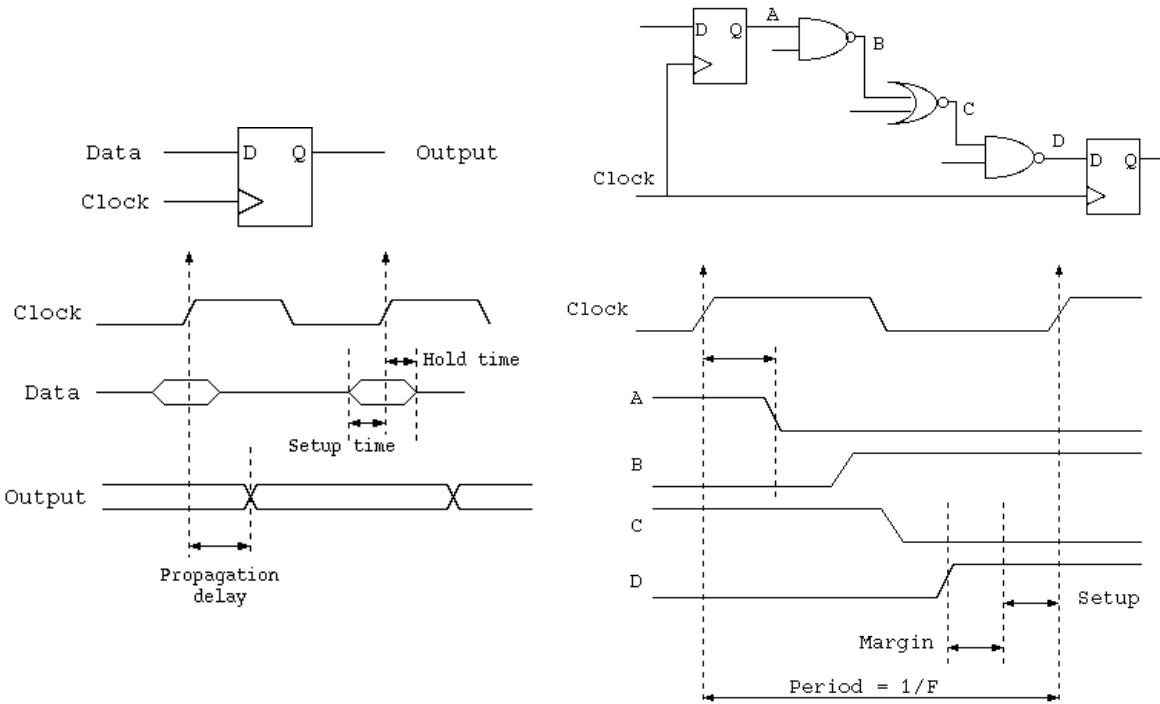 D Q
Data
Output
Clock
Clock
Hold time
Data
Setup time
Output
Propagation
delay
A
D Q
B
C
D
D Q
Clock
Clock
A
B
C
D
Setup
Margin
Period = 1/F